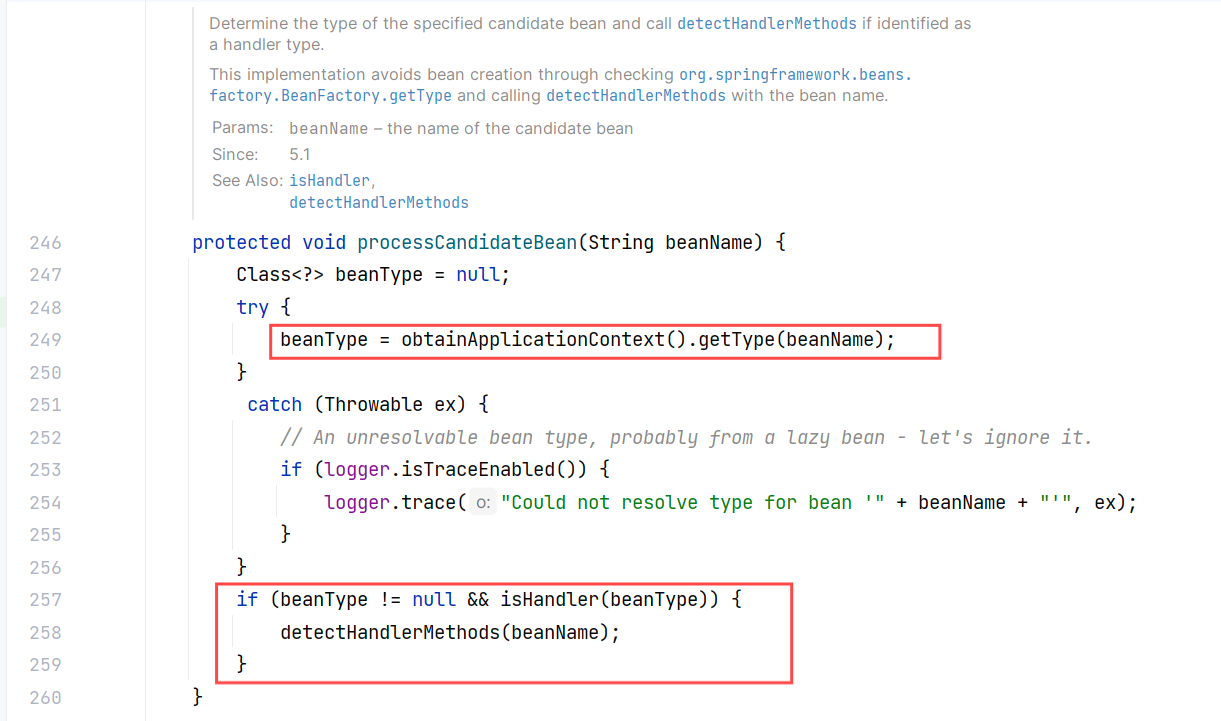 Determine the type of the specified candidate bean and call detectHandlerMethods if identified as
a handler type.
This implementation avoids bean creation through checking org.springframework.beans.
factory.BeanFactory.getType and calling detectHandlerMethods with the bean name.
Params: beanName – the name of the candidate bean
Since: 5.1
See Also: isHandler,
detectHandlerMethods
246 protected void processCandidateBean(String beanName) {
247 Class<?> beanType = null;
248 try {
249 beanType = obtainApplicationContext().getType(beanName);
250 }
251 catch (Throwable ex) {
252 // An unresolvable bean type, probably from a lazy bean - let's ignore it.
253 if (logger.isTraceEnabled()) {
254 logger.trace( o: "Could not resolve type for bean '" + beanName + "'", ex);
255 }
256 }
257 if (beanType != null && isHandler(beanType)) {
258 detectHandlerMethods(beanName);
259 }
260 }